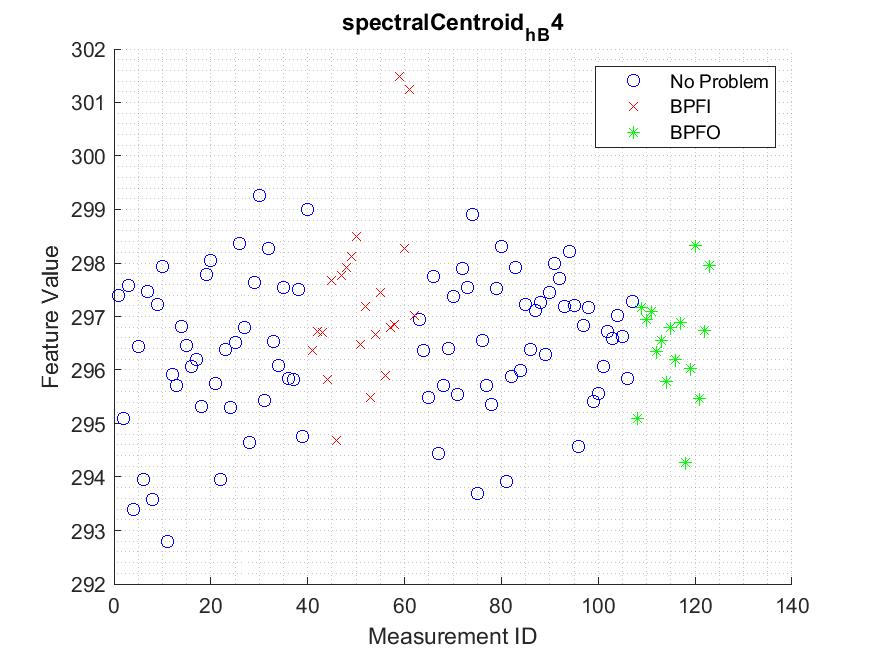 spectralCentroid_hB4
302
301
300
299
298
297
296
295
294
293
292
Feature Value
No Problem
BPFI
BPFO
0 20 40 60 80 100 120 140
Measurement ID